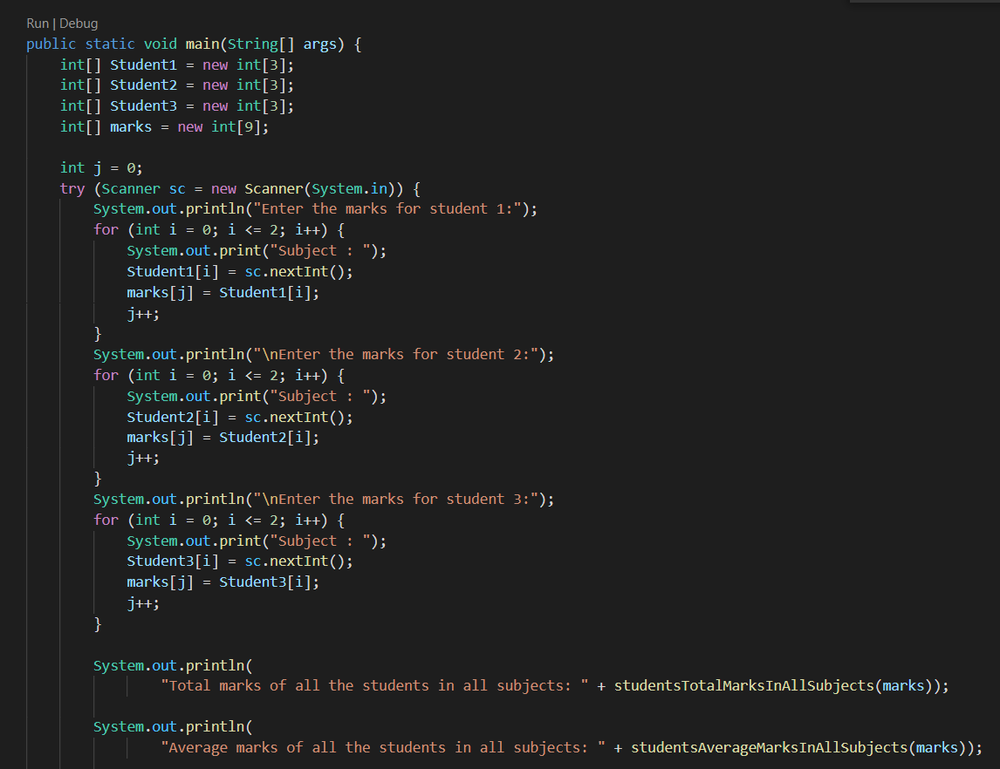 Run | Debug
public static void main(String[] args) {
int[] Student1 = new int[3];
int[] Student2 = new int[3];
int[] Student3 = new int[3];
int[] marks = new int[9];
int j = 0;
try (Scanner sc = new Scanner(System.in)) {
System.out.println("Enter the marks for student 1:");
for (int i = 0; i <= 2; i++) {
System.out.print("Subject : ");
Student1[i] = sc.nextInt();
marks[j] = Student1[i];
j++;
}
System.out.println("\nEnter the marks for student 2:");
for (int i = 0; i <= 2; i++) {
System.out.print("Subject : ");
Student2[i] = sc.nextInt();
marks[j] = Student2[i];
j++;
}
System.out.println("\nEnter the marks for student 3:");
for (int i = 0; i <= 2; i++) {
System.out.print("Subject : ");
Student3[i] = sc.nextInt();
marks[j] = Student3[i];
j++;
}
System.out.println(
"Total marks of all the students in all subjects: " + studentsTotalMarksInAllSubjects(marks));
System.out.println(
"Average marks of all the students in all subjects: " + studentsAverageMarksInAllSubjects(marks));